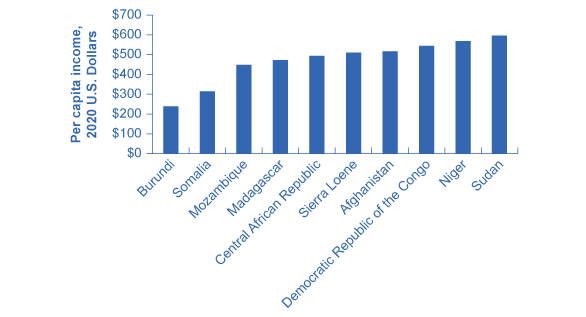 Per capita income,
2020 U.S. Dollars
$700
$600
$500
$400
$300
$200
$100
$0
Burundi
Somalia
Mozambique
Madagascar
Central African Republic
Sierra Loene
Afghanistan
Democratic Republic of the Congo
Niger
Sudan